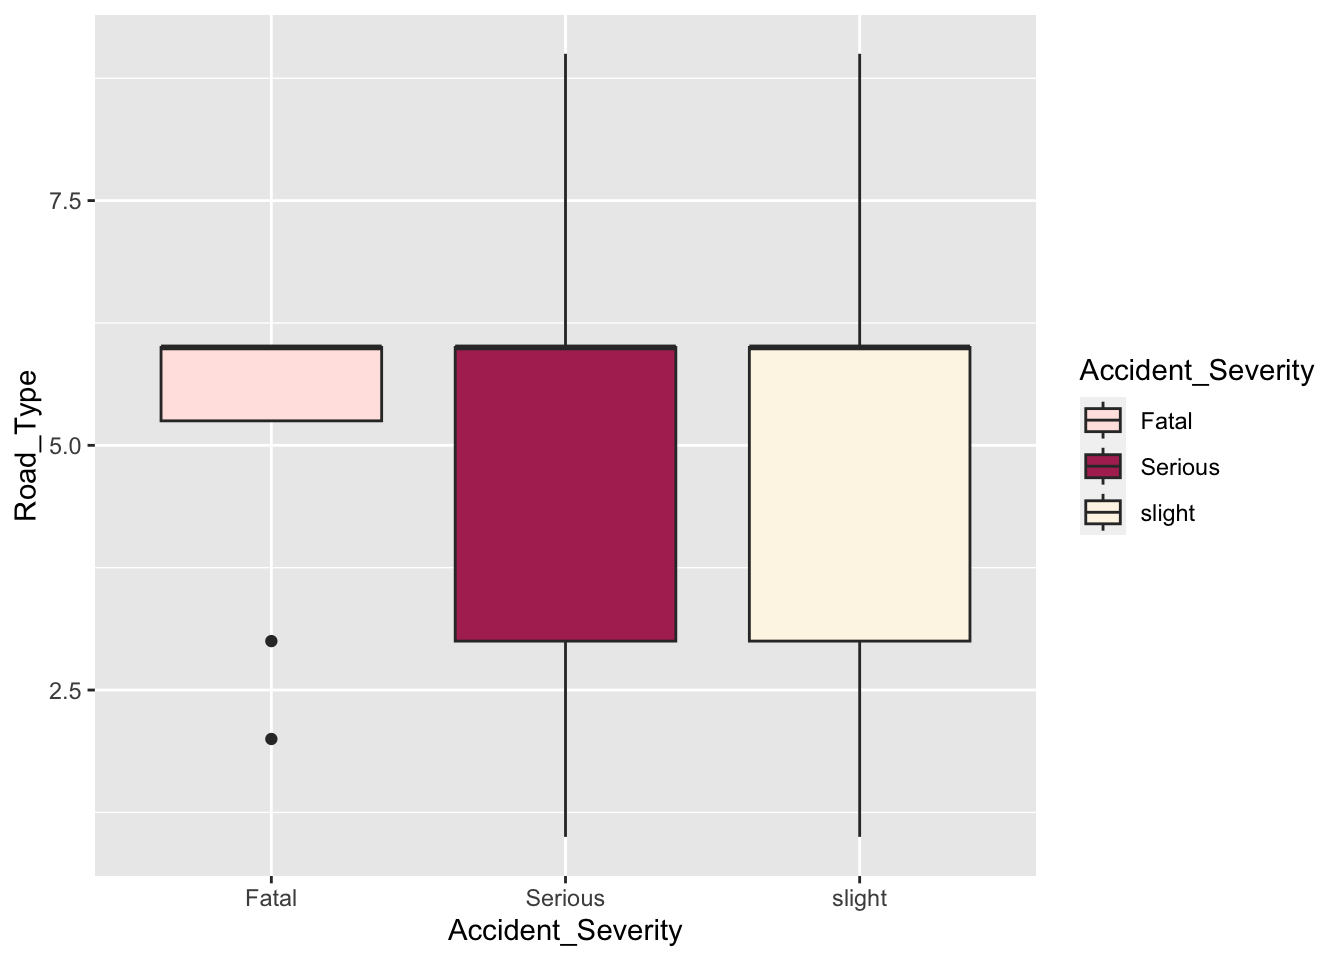 Road_Type
7.5
5.0
2.5
Fatal
Serious
slight
Accident_Severity
Accident_Severity
Fatal
Serious
slight